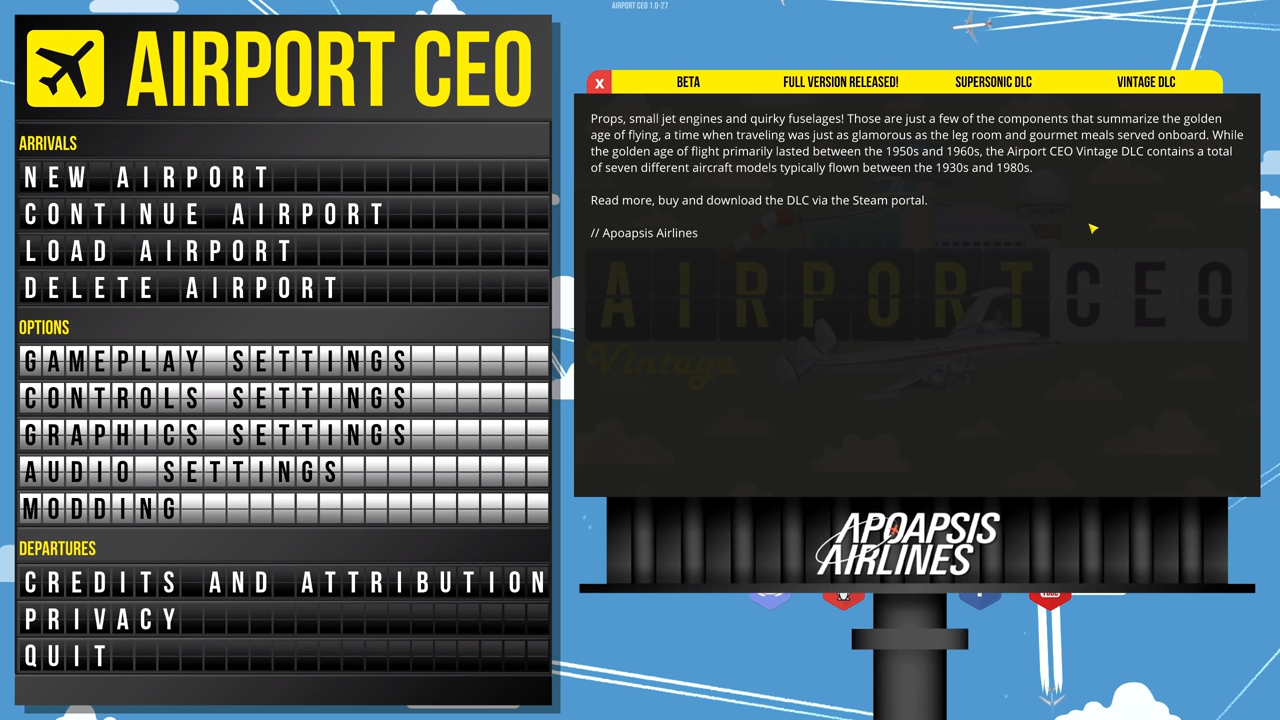 AIRPORT CEO 1.0-27
AIRPORT CEO
ARRIVALS
NEW AIRPORT
CONTINUE AIRPORT
LOAD AIRPORT
DELETE AIRPORT
OPTIONS
GAMEPLAY SETTINGS
CONTROLS SETTINGS
GRAPHICS SETTINGS
AUDIO SETTINGS
MODDING
DEPARTURES
CREDITS AND ATTRIBUTION
PRIVACY
QUIT
X BETA FULL VERSION RELEASED! SUPERSONIC DLC VINTAGE DLC
Props, small jet engines and quirky fuselages! Those are just a few of the components that summarize the golden
age of flying, a time when traveling was just as glamorous as the leg room and gourmet meals served onboard. While
the golden age of flight primarily lasted between the 1950s and 1960s, the Airport CEO Vintage DLC contains a total
of seven different aircraft models typically flown between the 1930s and 1980s.
Read more, buy and download the DLC via the Steam portal.
// Apoapsis Airlines
AIRPORTCEO
Vintage
APOAPSIS
AIRLINES